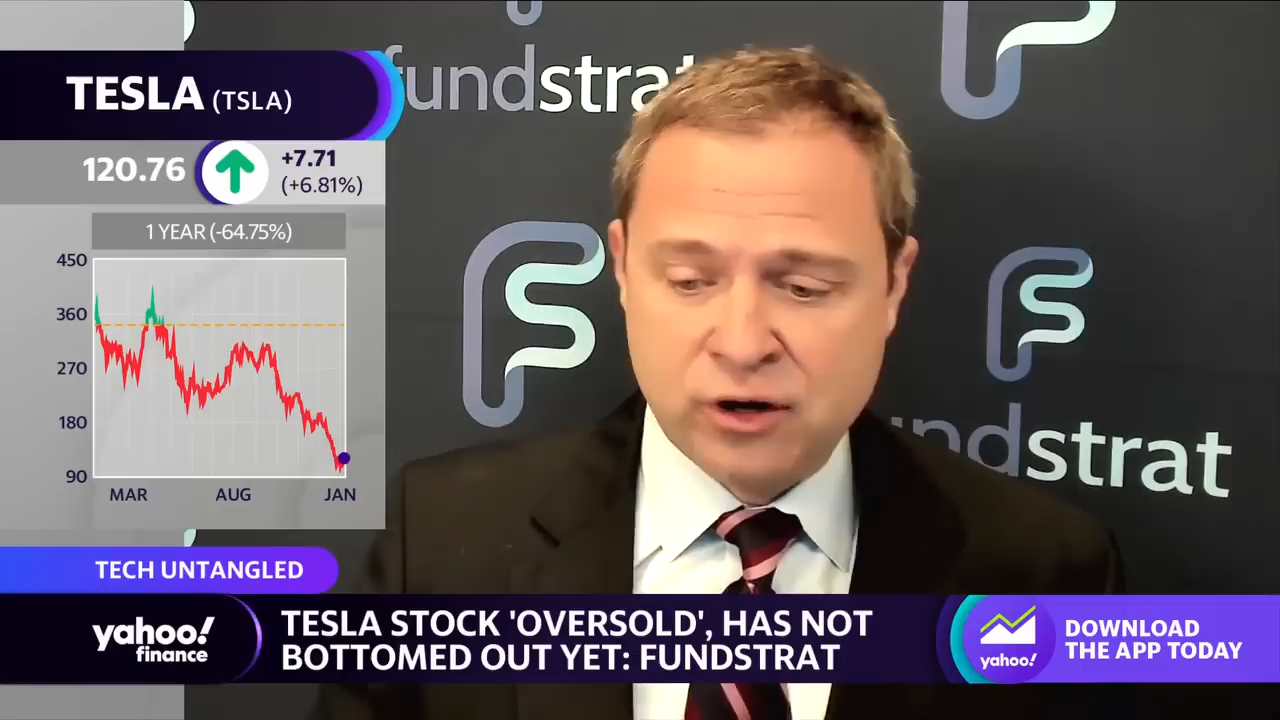 fundstrat
TESLA (TSLA)
120.76
+7.71
(+6.81%)
1 YEAR (-64.75%)
450
360
270
180
90
MAR AUG JAN
fundstrat
TECH UNTANGLED
yahoo!
finance
TESLA STOCK 'OVERSOLD', HAS NOT
BOTTOMED OUT YET: FUNDSTRAT
yahoo!
DOWNLOAD
THE APP TODAY